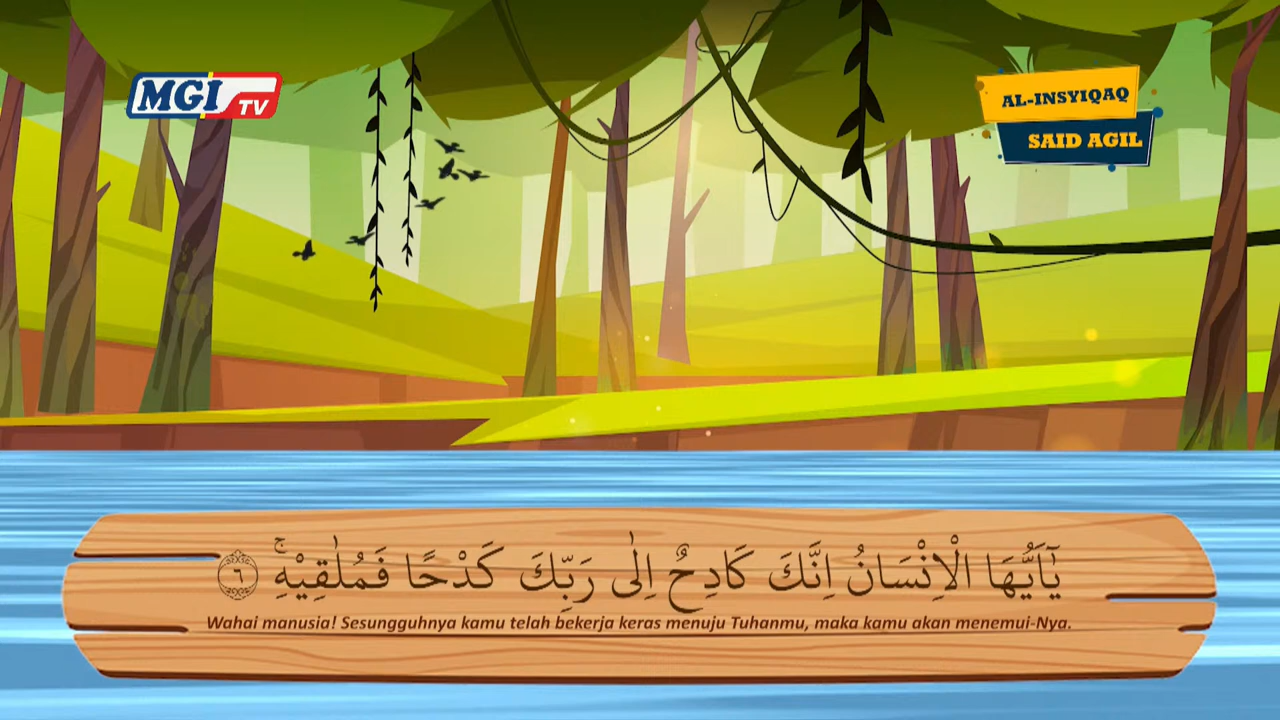 MGI TV
AL-INSYIQAQ
SAID AGIL
يٰٓاَيُّهَا الْاِنْسَانُ اِنَّكَ كَادِحٌ اِلٰى رَبِّكَ كَدْحًا فَمُلٰقِيْهِۚ ٦
Wahai manusia! Sesungguhnya kamu telah bekerja keras menuju Tuhanmu, maka kamu akan menemui-Nya.